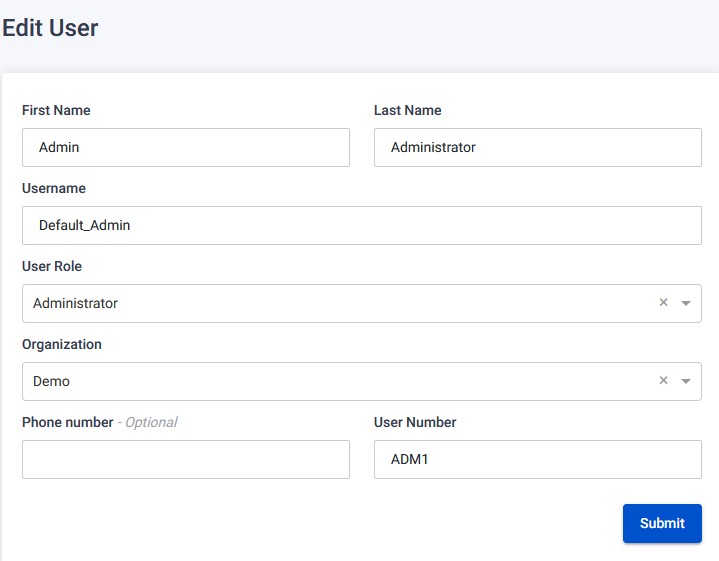 Edit User
First Name
Last Name
Admin
Administrator
Username
Default_Admin
User Role
Administrator
Organization
Demo
Phone number - Optional
User Number
ADM1
Submit